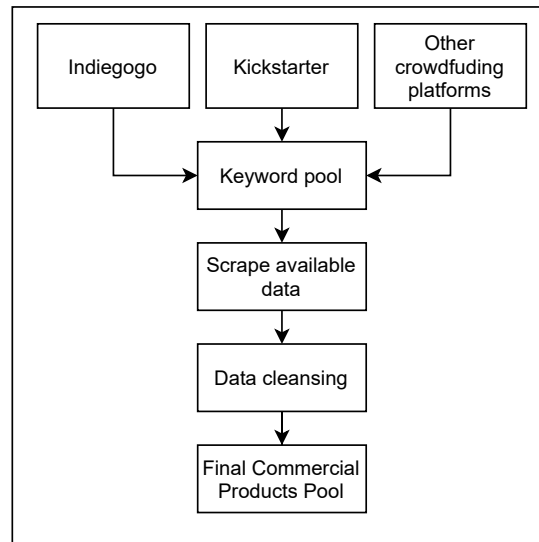 Indiegogo
Kickstarter
Other
crowdfuding
platforms
Keyword pool
Scrape available
data
Data cleansing
Final Commercial
Products Pool